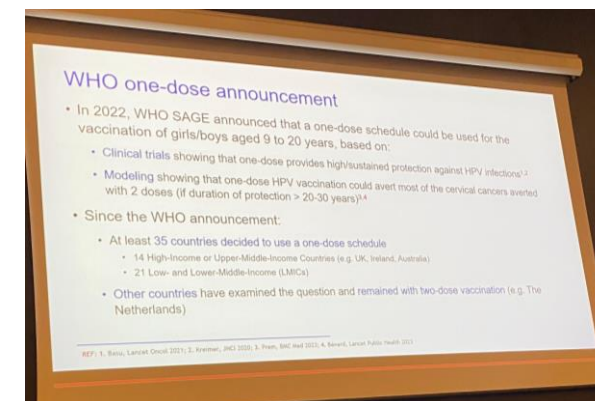 WHO one-dose announcement
• In 2022, WHO SAGE announced that a one-dose schedule could be used for the
vaccination of girls/boys aged 9 to 20 years, based on:
• Clinical trials showing that one-dose provides high/sustained protection against HPV infections¹,²
• Modeling showing that one-dose HPV vaccination could avert most of the cervical cancers averted
with 2 doses (if duration of protection > 20-30 years)³,⁴
• Since the WHO announcement:
• At least 35 countries decided to use a one-dose schedule
• 14 High-Income or Upper-Middle-Income Countries (e.g. UK, Ireland, Australia)
• 21 Low- and Lower-Middle-Income (LMICs)
• Other countries have examined the question and remained with two-dose vaccination (e.g. The
Netherlands)
REF: 1. Basu, Lancet Oncol 2021; 2. Kreimer, JNCI 2020; 3. Prem, BMC Med 2023; 4. Bénard, Lancet Public Health 2023